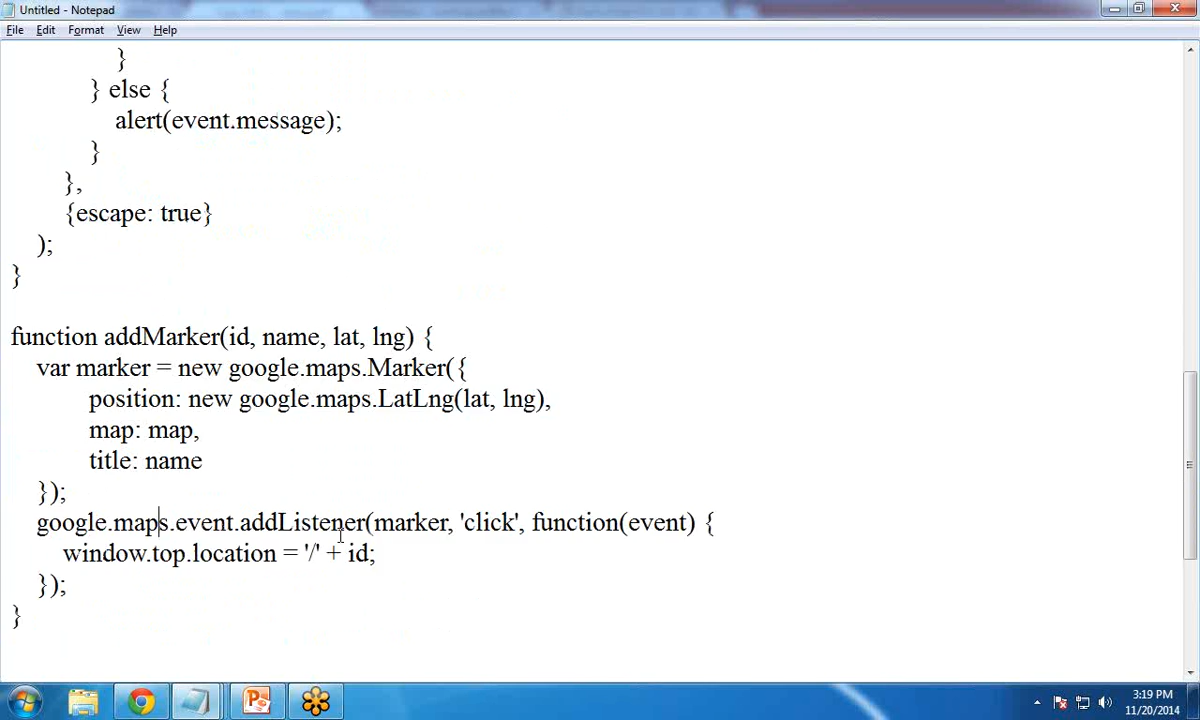 Untitled - Notepad
File Edit Format View Help
}
} else {
alert(event.message);
}
},
{escape: true}
);
}
function addMarker(id, name, lat, lng) {
var marker = new google.maps.Marker({
position: new google.maps.LatLng(lat, lng),
map: map,
title: name
});
google.maps.event.addListener(marker, 'click', function(event) {
window.top.location = '/' + id;
});
}
3:19 PM
11/20/2014